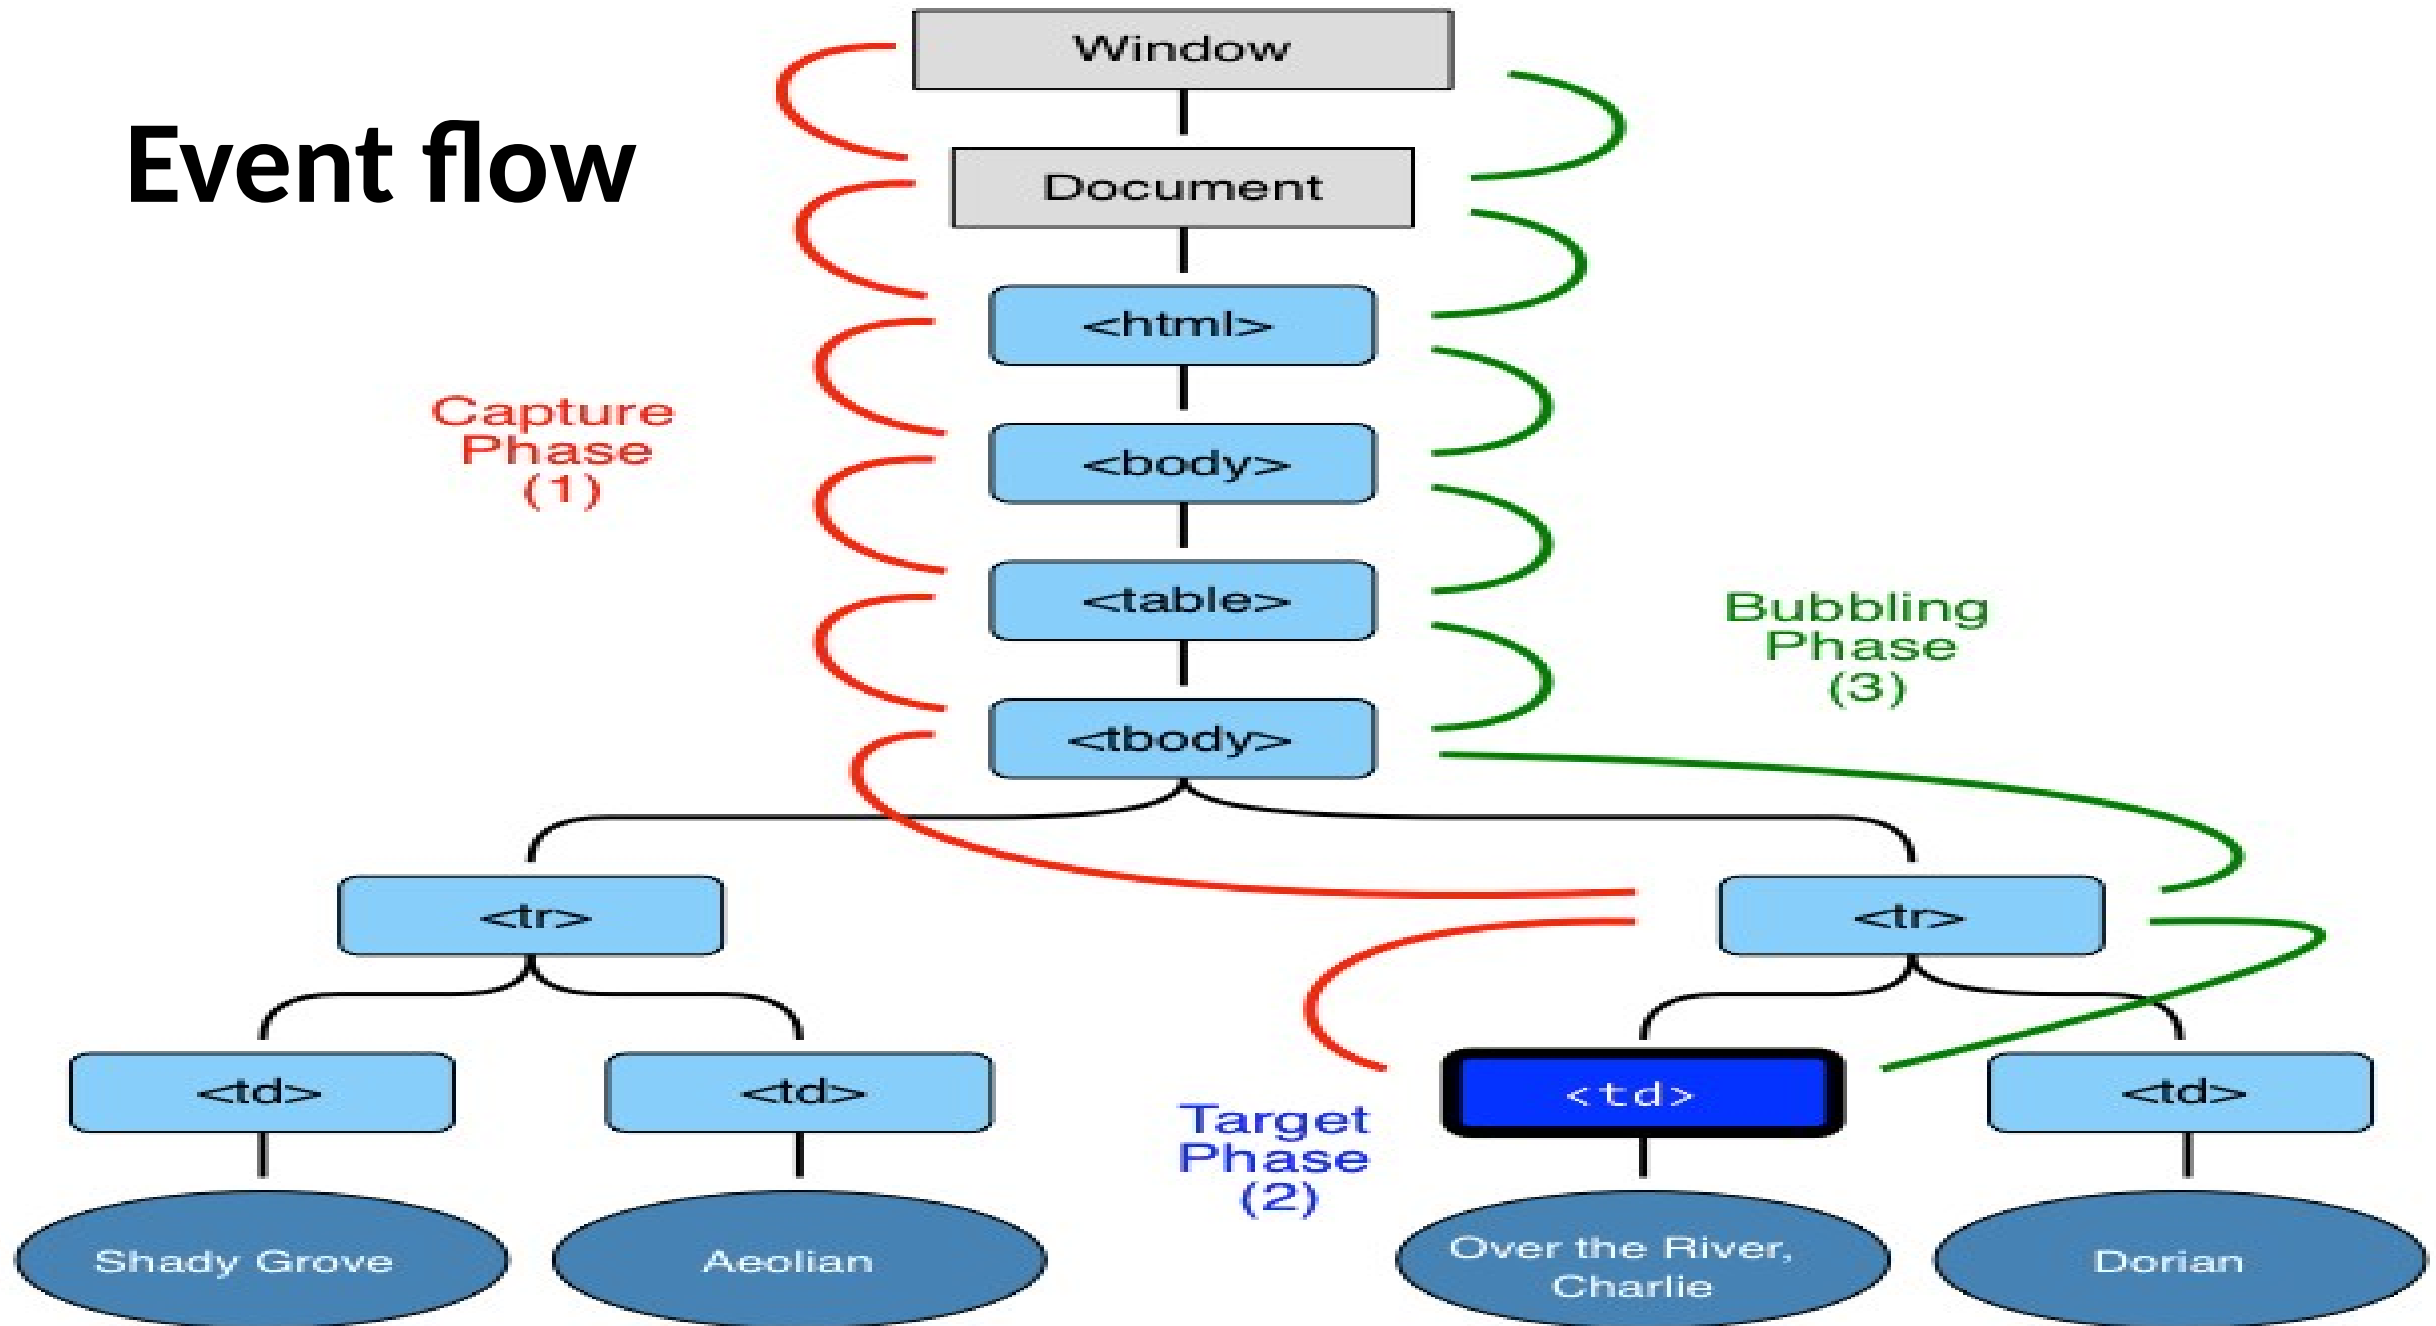 Window
Event flow
Document
<html>
Capture
Phase
(1)
<body>
<table>
Bubbling
Phase
(3)
<tbody>
<tr>
<tr>
<td>
<td>
<td>
<td>
Target
Phase
(2)
Shady Grove
Aeolian
Over the River,
Charlie
Dorian